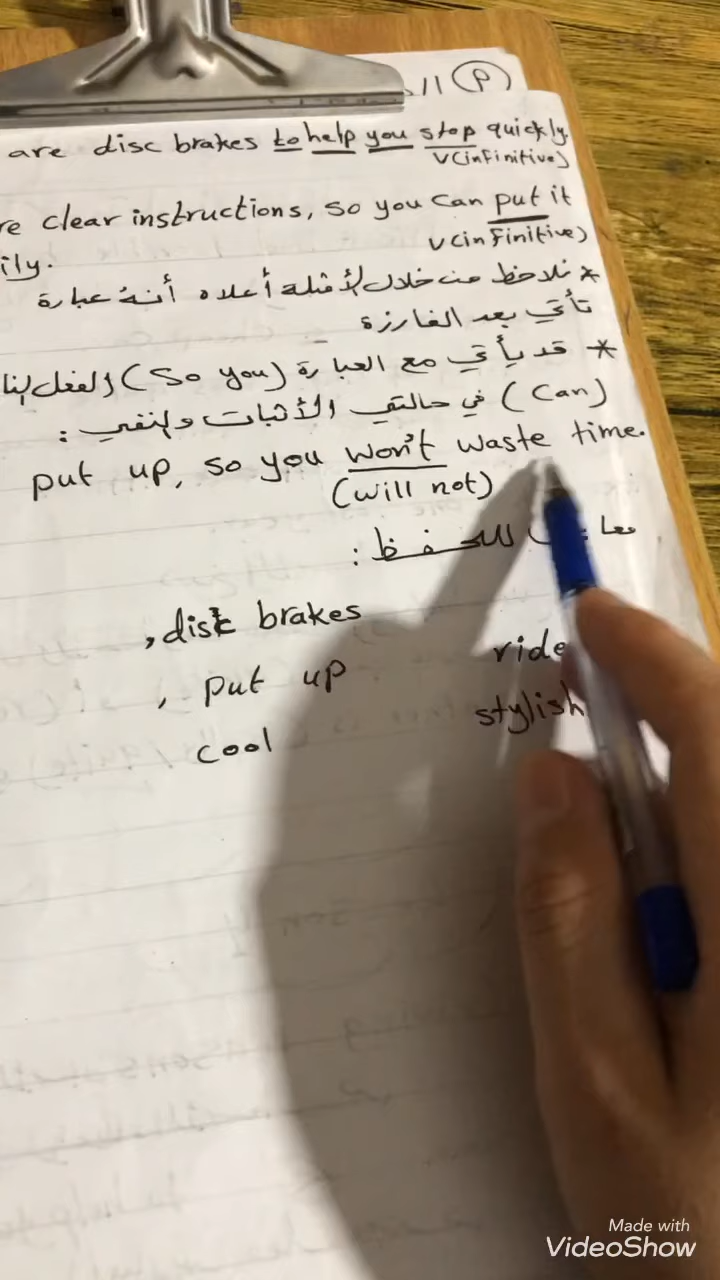 (P) ال
are disc brakes to help you stop quickly.
v(infinitive)
re clear instructions, so you can put it
v(infinitive)
ily.
* نلاحظ من خلال الأمثلة أعلاه أنه عبارة
تأتي بعد الفارزة
* قد يأتي مع العبارة (So you) الفعل
(Can) في حالتي الأثبات والنفي :
put up, so you won't waste time.
(will not)
للحفظ :
, disk brakes
ride
, put up
stylish
cool
Made with
VideoShow